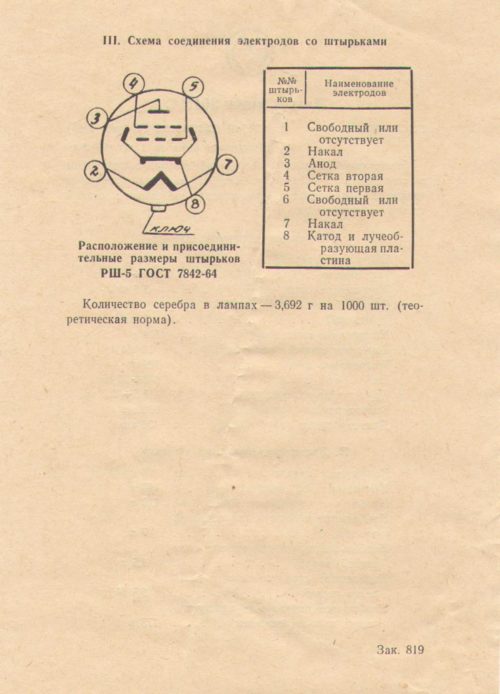 III. Схема соединения электродов со штырьками
4
5
3
2
7
8
КЛЮЧ
Расположение и присоедини-
тельные размеры штырьков
РШ-5 ГОСТ 7842-64
№№
штырь-
ков
Наименование
электродов
1 Свободный или
отсутствует
2 Накал
3 Анод
4 Сетка вторая
5 Сетка первая
6 Свободный или
отсутствует
7 Накал
8 Катод и лучеоб-
разующая пла-
стина
Количество серебра в лампах — 3,692 г на 1000 шт. (тео-
ретическая норма).
Зак. 819